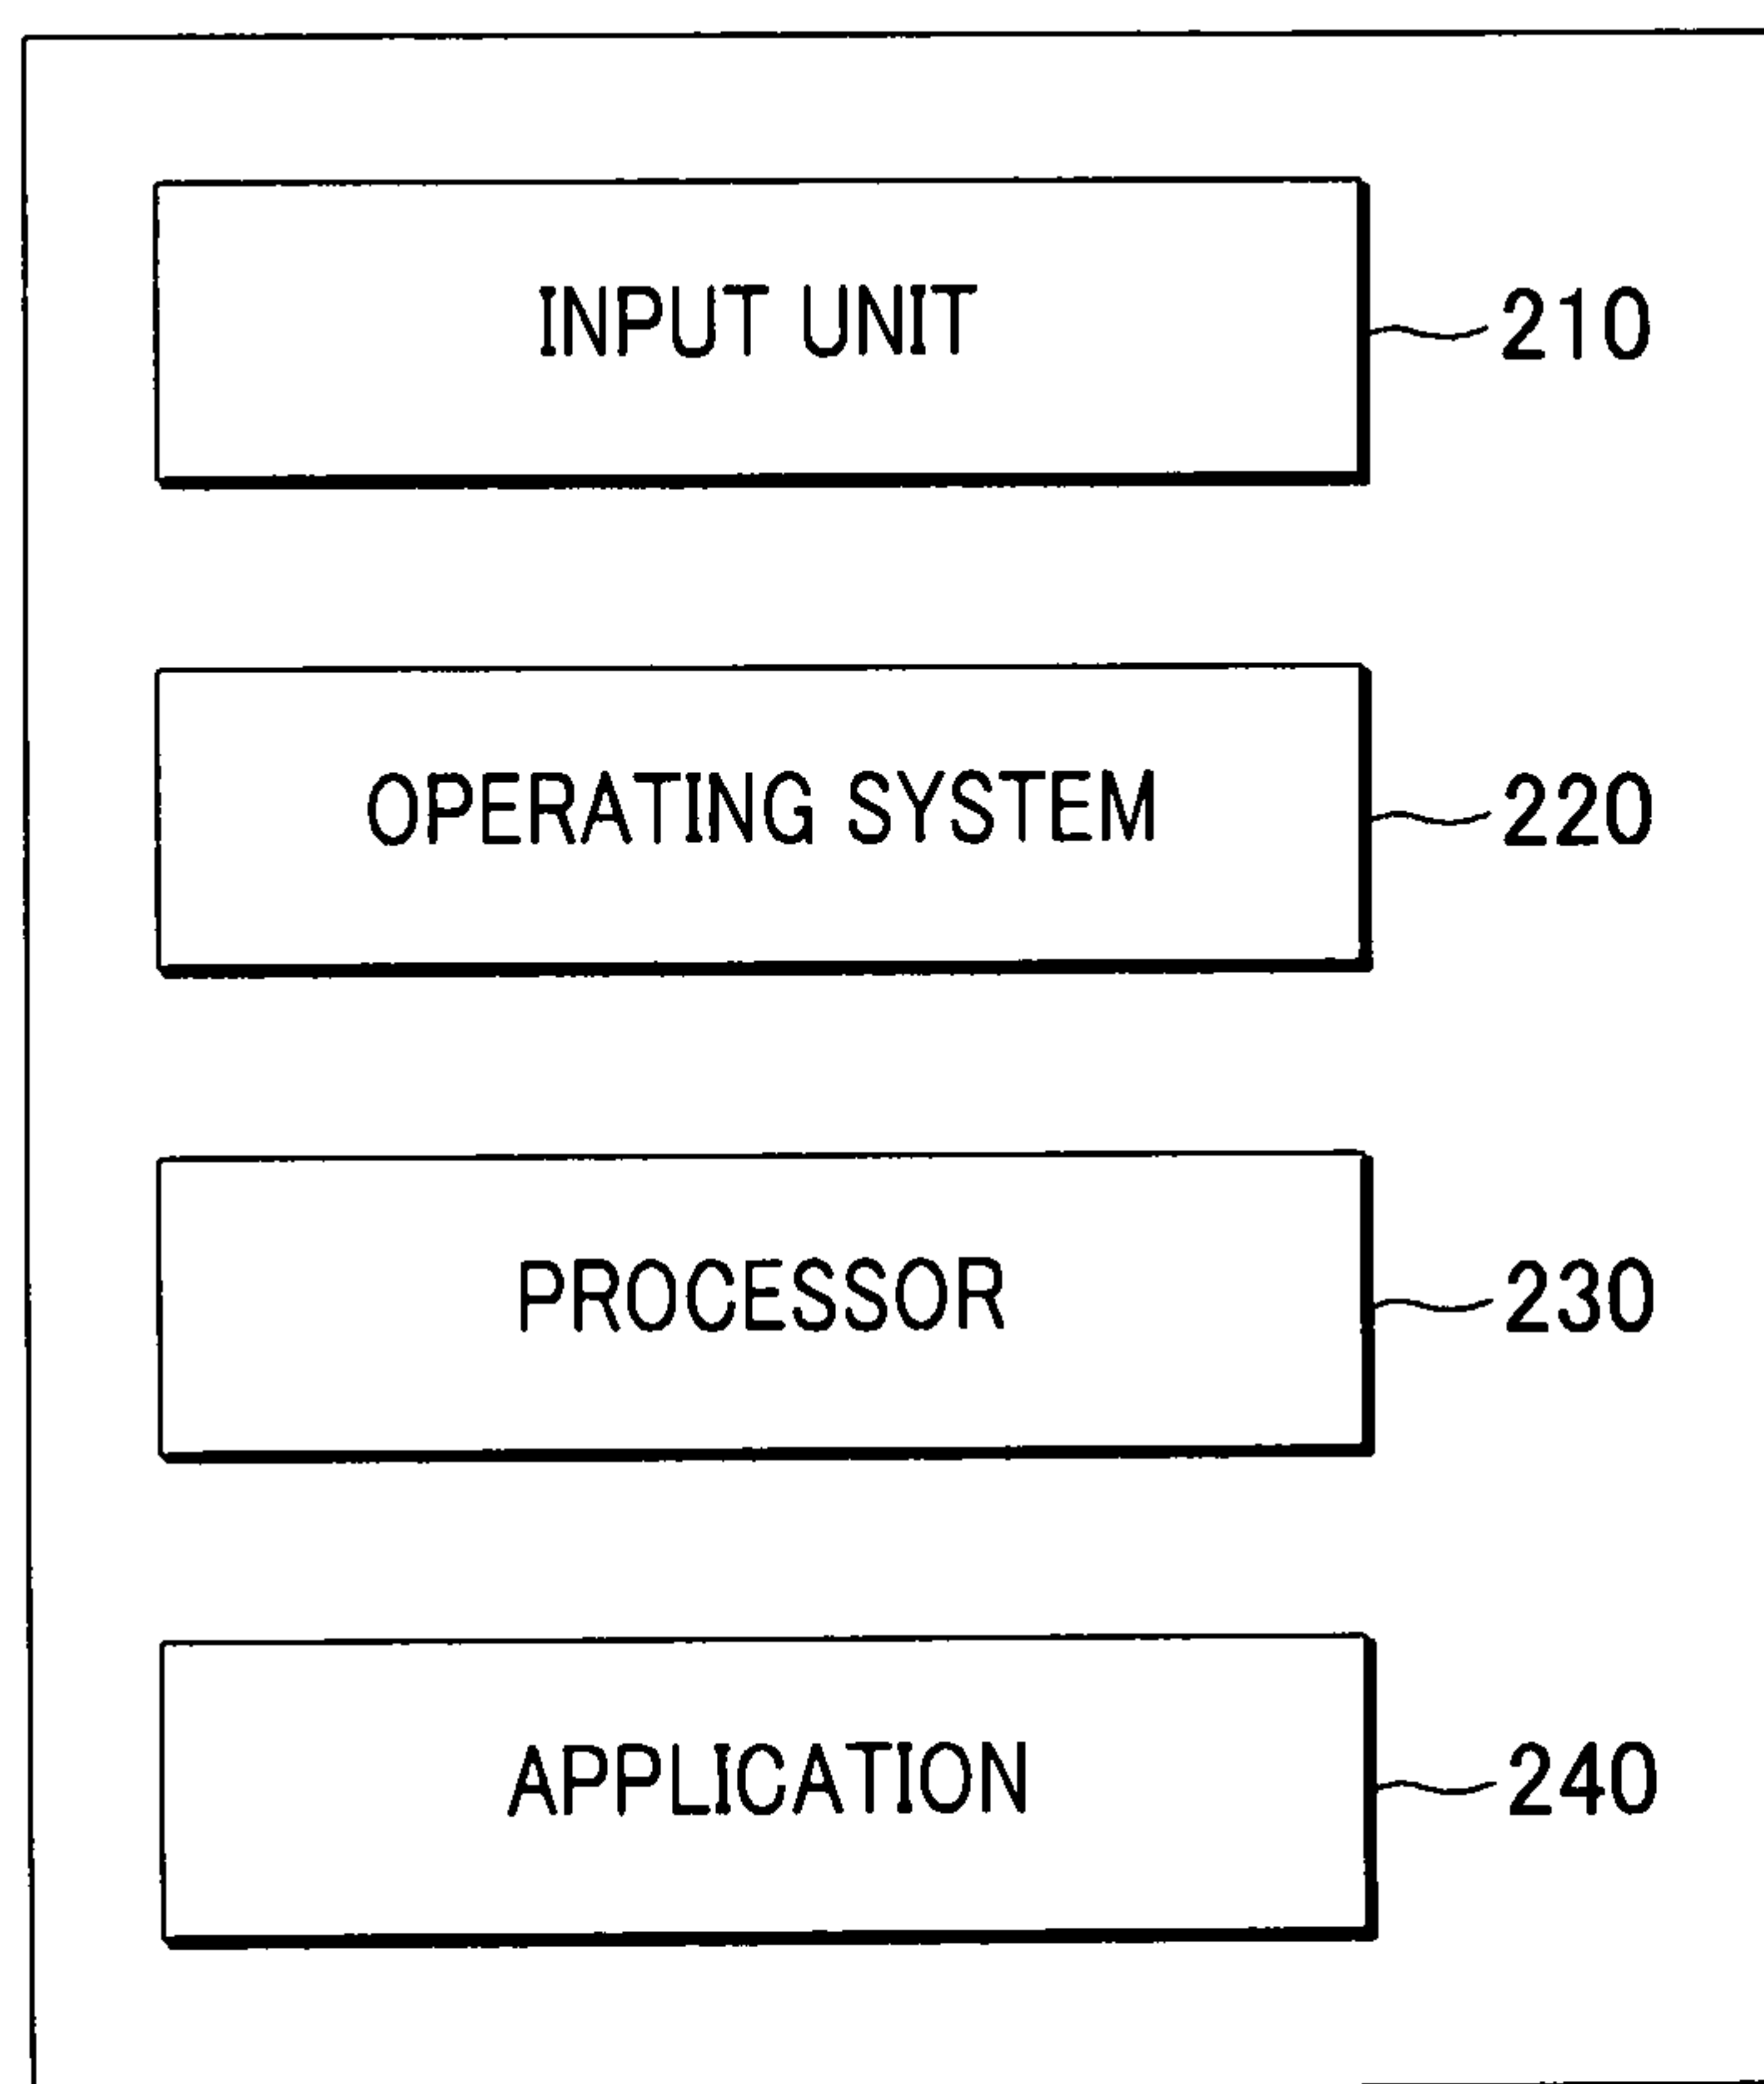 INPUT UNIT 210
OPERATING SYSTEM 220
PROCESSOR 230
APPLICATION 240